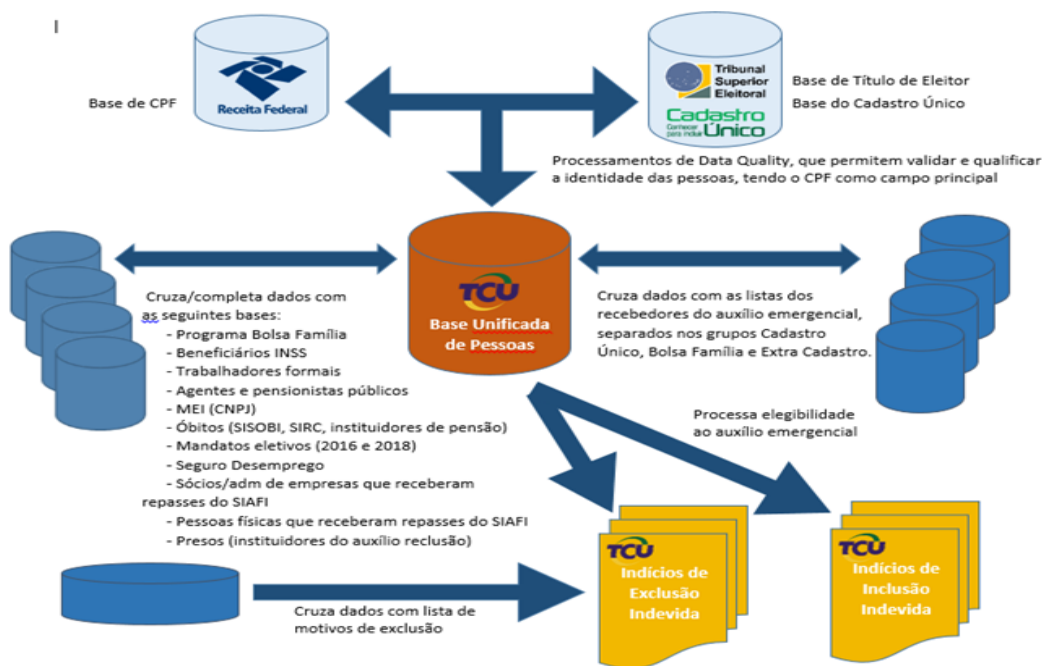 Base de CPF
Receita Federal
Tribunal
Superior
Eleitoral
Cadastro
Conhecer
para incluir
Único
Base de Título de Eleitor
Base do Cadastro Único
Processamentos de Data Quality, que permitem validar e qualificar
a identidade das pessoas, tendo o CPF como campo principal
TCU
Base Unificada
de Pessoas
Cruza/completa dados com
as seguintes bases:
- Programa Bolsa Família
- Beneficiários INSS
- Trabalhadores formais
- Agentes e pensionistas públicos
- MEI (CNPJ)
- Óbitos (SISOBI, SIRC, instituidores de pensão)
- Mandatos eletivos (2016 e 2018)
- Seguro Desemprego
- Sócios/adm de empresas que receberam
repasses do SIAFI
- Pessoas físicas que receberam repasses do SIAFI
- Presos (instituidores do auxílio reclusão)
Cruza dados com as listas dos
recebedores do auxílio emergencial,
separados nos grupos Cadastro
Único, Bolsa Família e Extra Cadastro.
Processa elegibilidade
ao auxílio emergencial
Cruza dados com lista de
motivos de exclusão
TCU
Indícios de
Exclusão
Indevida
TCU
Indícios de
Inclusão
Indevida